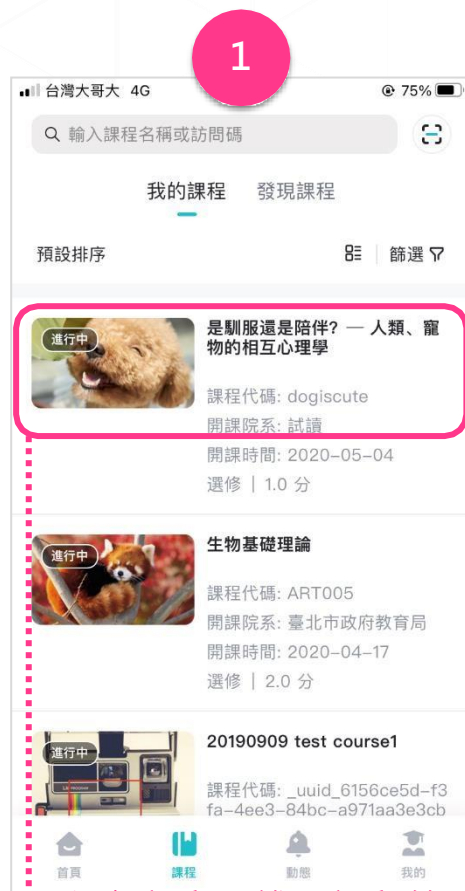 1
台灣大哥大 4G
75%
輸入課程名稱或訪問碼
我的課程 發現課程
預設排序 篩選
進行中
是馴服還是陪伴? — 人類、寵
物的相互心理學
課程代碼: dogiscute
開課院系: 試讀
開課時間: 2020-05-04
選修 | 1.0 分
進行中
生物基礎理論
課程代碼: ART005
開課院系: 臺北市政府教育局
開課時間: 2020-04-17
選修 | 2.0 分
進行中
20190909 test course1
課程代碼: _uuid_6156ce5d-f3
fa-4ee3-84bc-a971aa3e3cb
首頁 課程 動態 我的